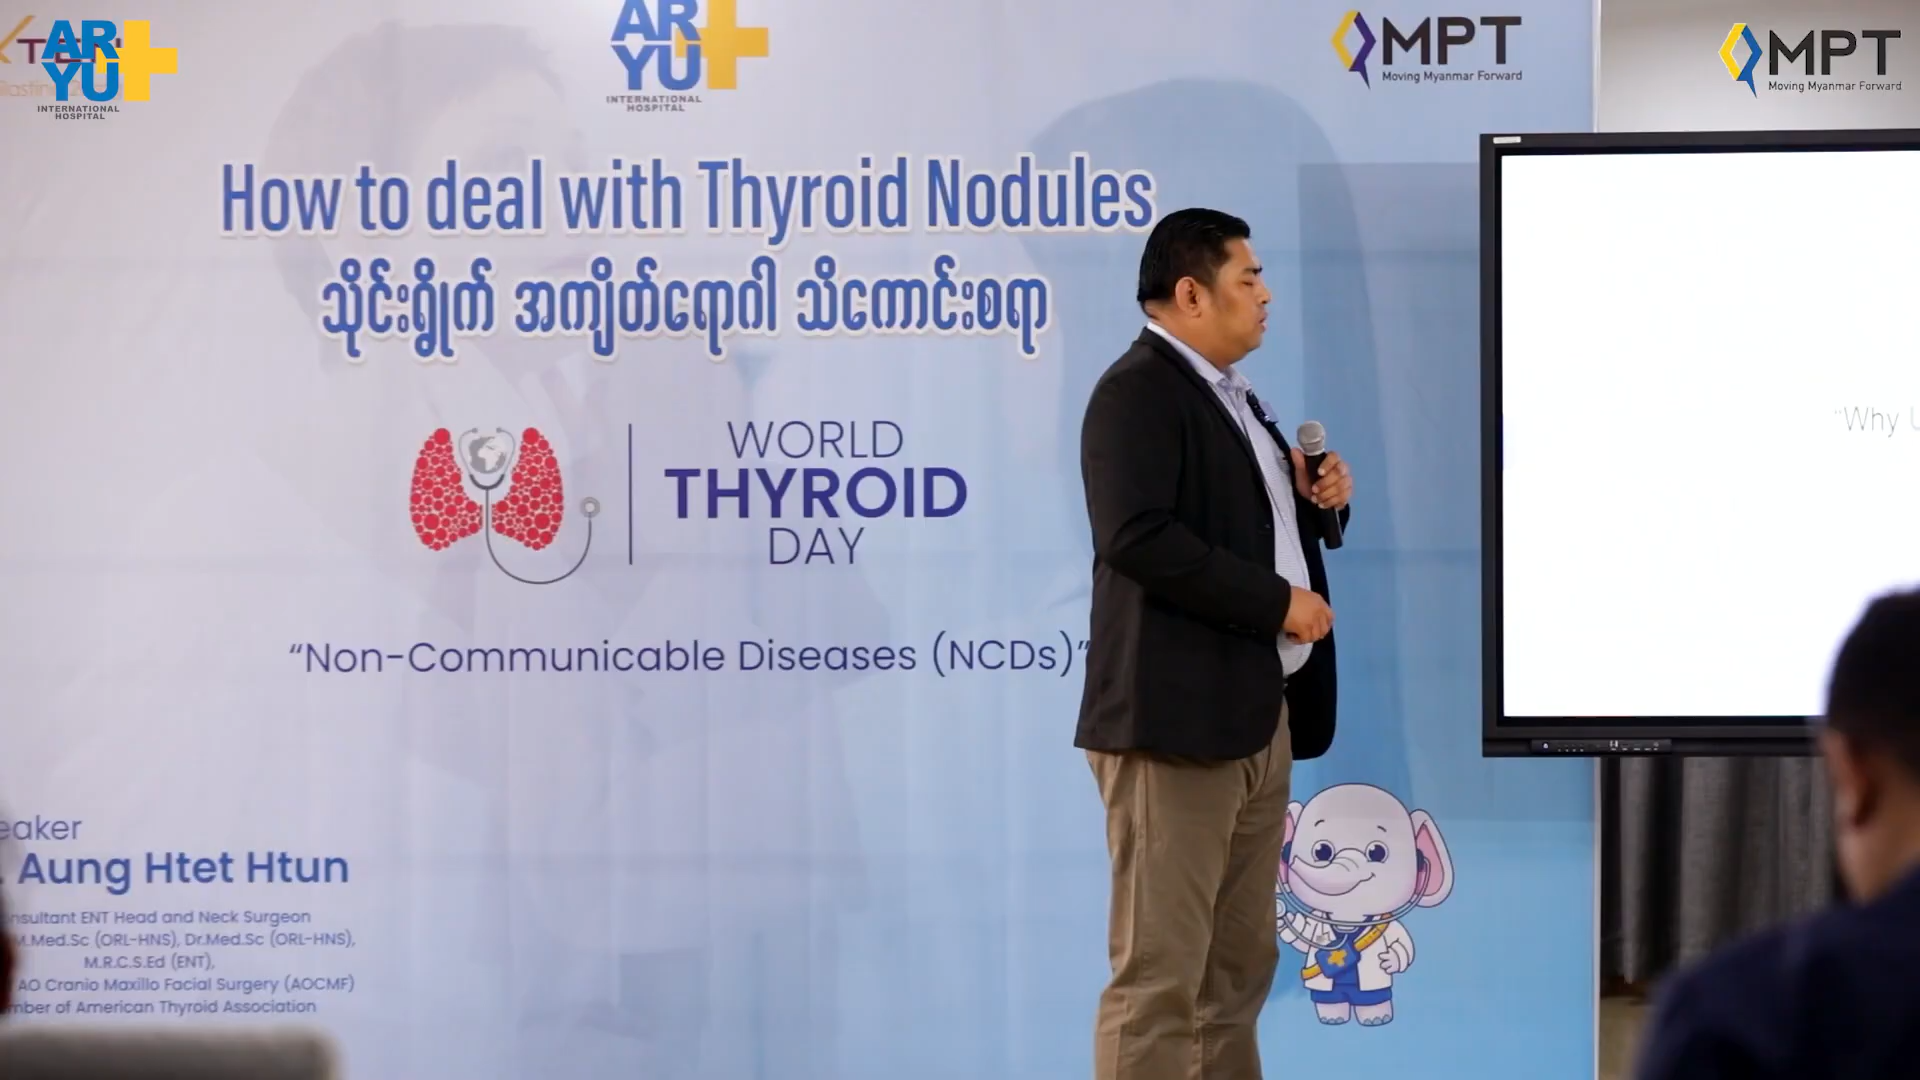 AR
YU
INTERNATIONAL
HOSPITAL
AR
YU
INTERNATIONAL
HOSPITAL
MPT
Moving Myanmar Forward
MPT
Moving Myanmar Forward
How to deal with Thyroid Nodules
သိုင်းရွိုက် အကျိတ်ရောဂါ သိကောင်းစရာ
WORLD
THYROID
DAY
“Non-Communicable Diseases (NCDs)”
"Why
eaker
. Aung Htet Htun
nsultant ENT Head and Neck Surgeon
M.Med.Sc (ORL-HNS), Dr.Med.Sc (ORL-HNS),
M.R.C.S.Ed (ENT),
AO Cranio Maxillo Facial Surgery (AOCMF)
mber of American Thyroid Association